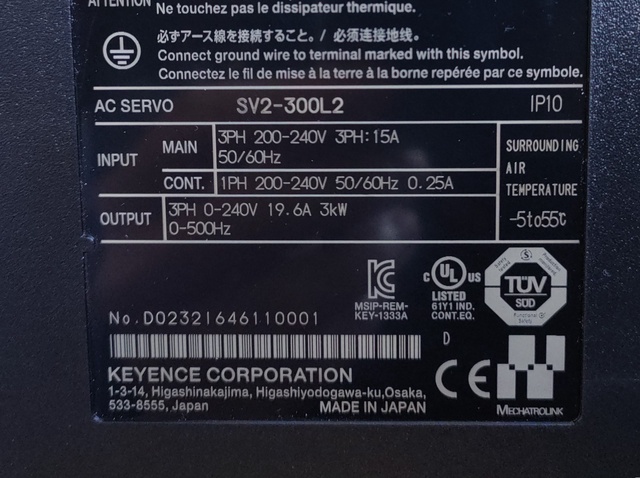 ATTENTION Ne touchez pas le dissipateur thermique.
必ずアース線を接続すること。/ 必须连接地线。
Connect ground wire to terminal marked with this symbol.
Connectez le fil de mise à la terre à la borne repérée par ce symbole.
AC SERVO SV2-300L2 IP10
INPUT
MAIN
3PH 200-240V 3PH:15A
50/60Hz
CONT.
1PH 200-240V 50/60Hz 0.25A
OUTPUT
3PH 0-240V 19.6A 3kW
0-500Hz
SURROUNDING
AIR
TEMPERATURE
-5to55℃
MSIP-REM-
KEY-1333A
c UL US
LISTED
61Y1 IND.
CONT.EQ.
TÜV
SÜD
Functional
Safety
No.D02321646110001
D
KEYENCE CORPORATION
1-3-14, Higashinakajima, Higashiyodogawa-ku,Osaka,
533-8555, Japan
MADE IN JAPAN
CE
MECHATROLINK